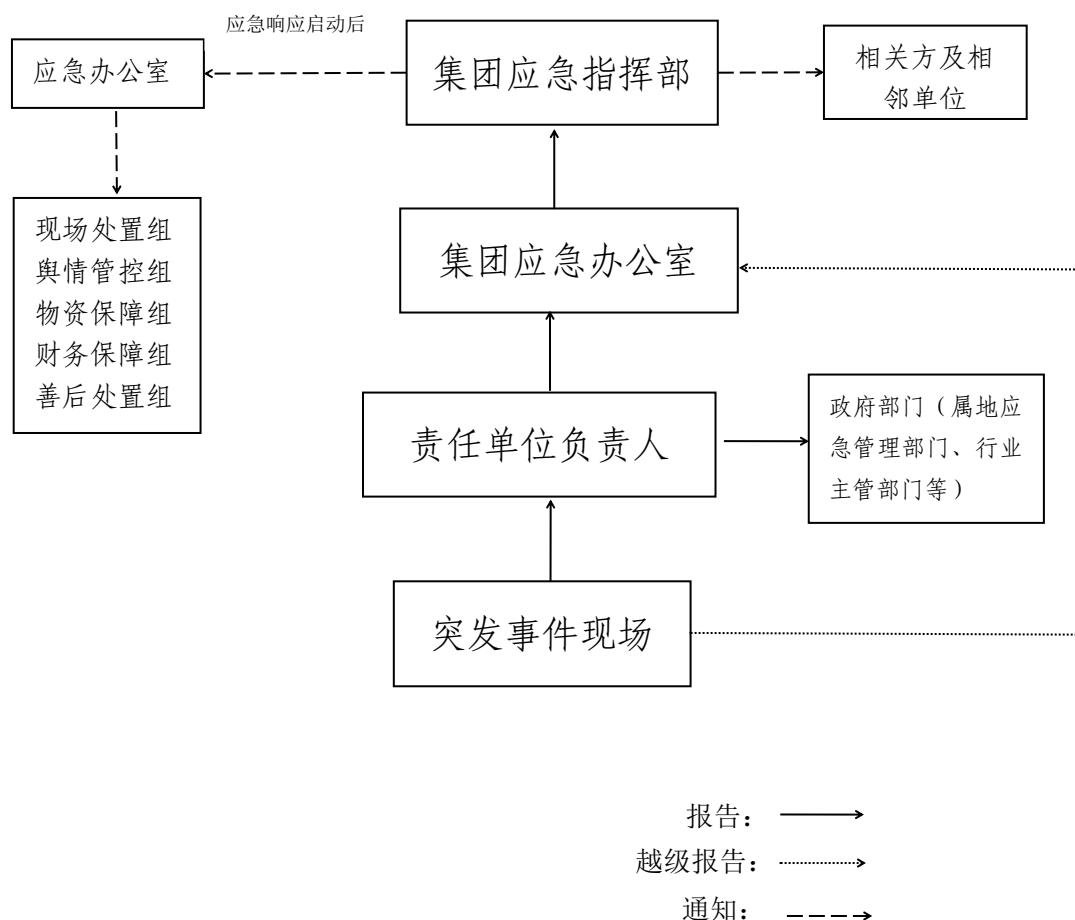 应急响应启动后
应急办公室
集团应急指挥部
相关方及相
邻单位
现场处置组
舆情管控组
物资保障组
财务保障组
善后处置组
集团应急办公室
责任单位负责人
政府部门（属地应
急管理部门、行业
主管部门等）
突发事件现场
报告：
越级报告：
通知：